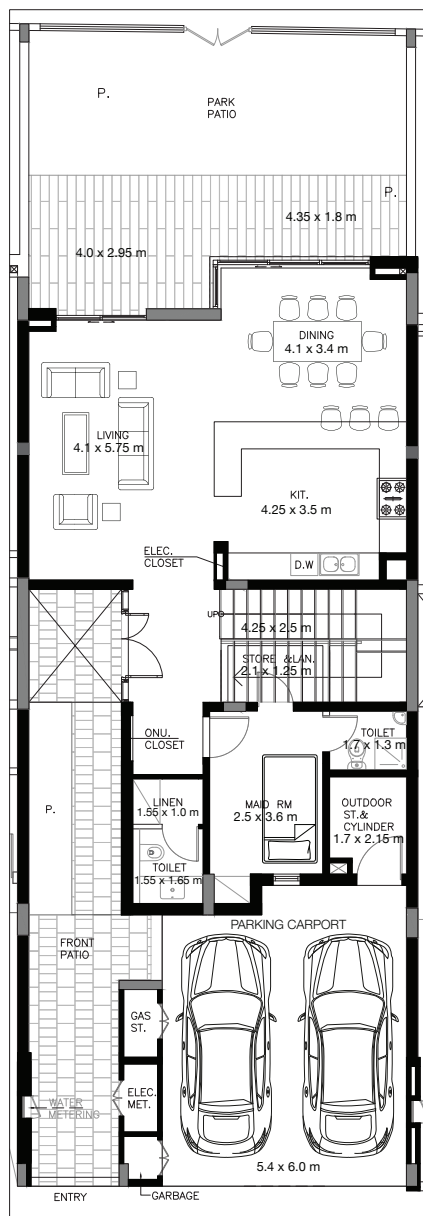 P.
PARK
PATIO
P.
4.35 x 1.8 m
4.0 x 2.95 m
DINING
4.1 x 3.4 m
LIVING
4.1 x 5.75 m
KIT.
4.25 x 3.5 m
ELEC.
CLOSET
D.W
UP
4.25 x 2.5 m
STORE &LAN.
2.1 x 1.25 m
ONU.
CLOSET
TOILET
1.7 x 1.3 m
P.
LINEN
1.55 x 1.0 m
MAID RM
2.5 x 3.6 m
OUTDOOR
ST.&
CYLINDER
1.7 x 2.15 m
TOILET
1.55 x 1.65 m
PARKING CARPORT
FRONT
PATIO
GAS
ST.
ELEC.
MET.
WATER
METERING
5.4 x 6.0 m
ENTRY
GARBAGE